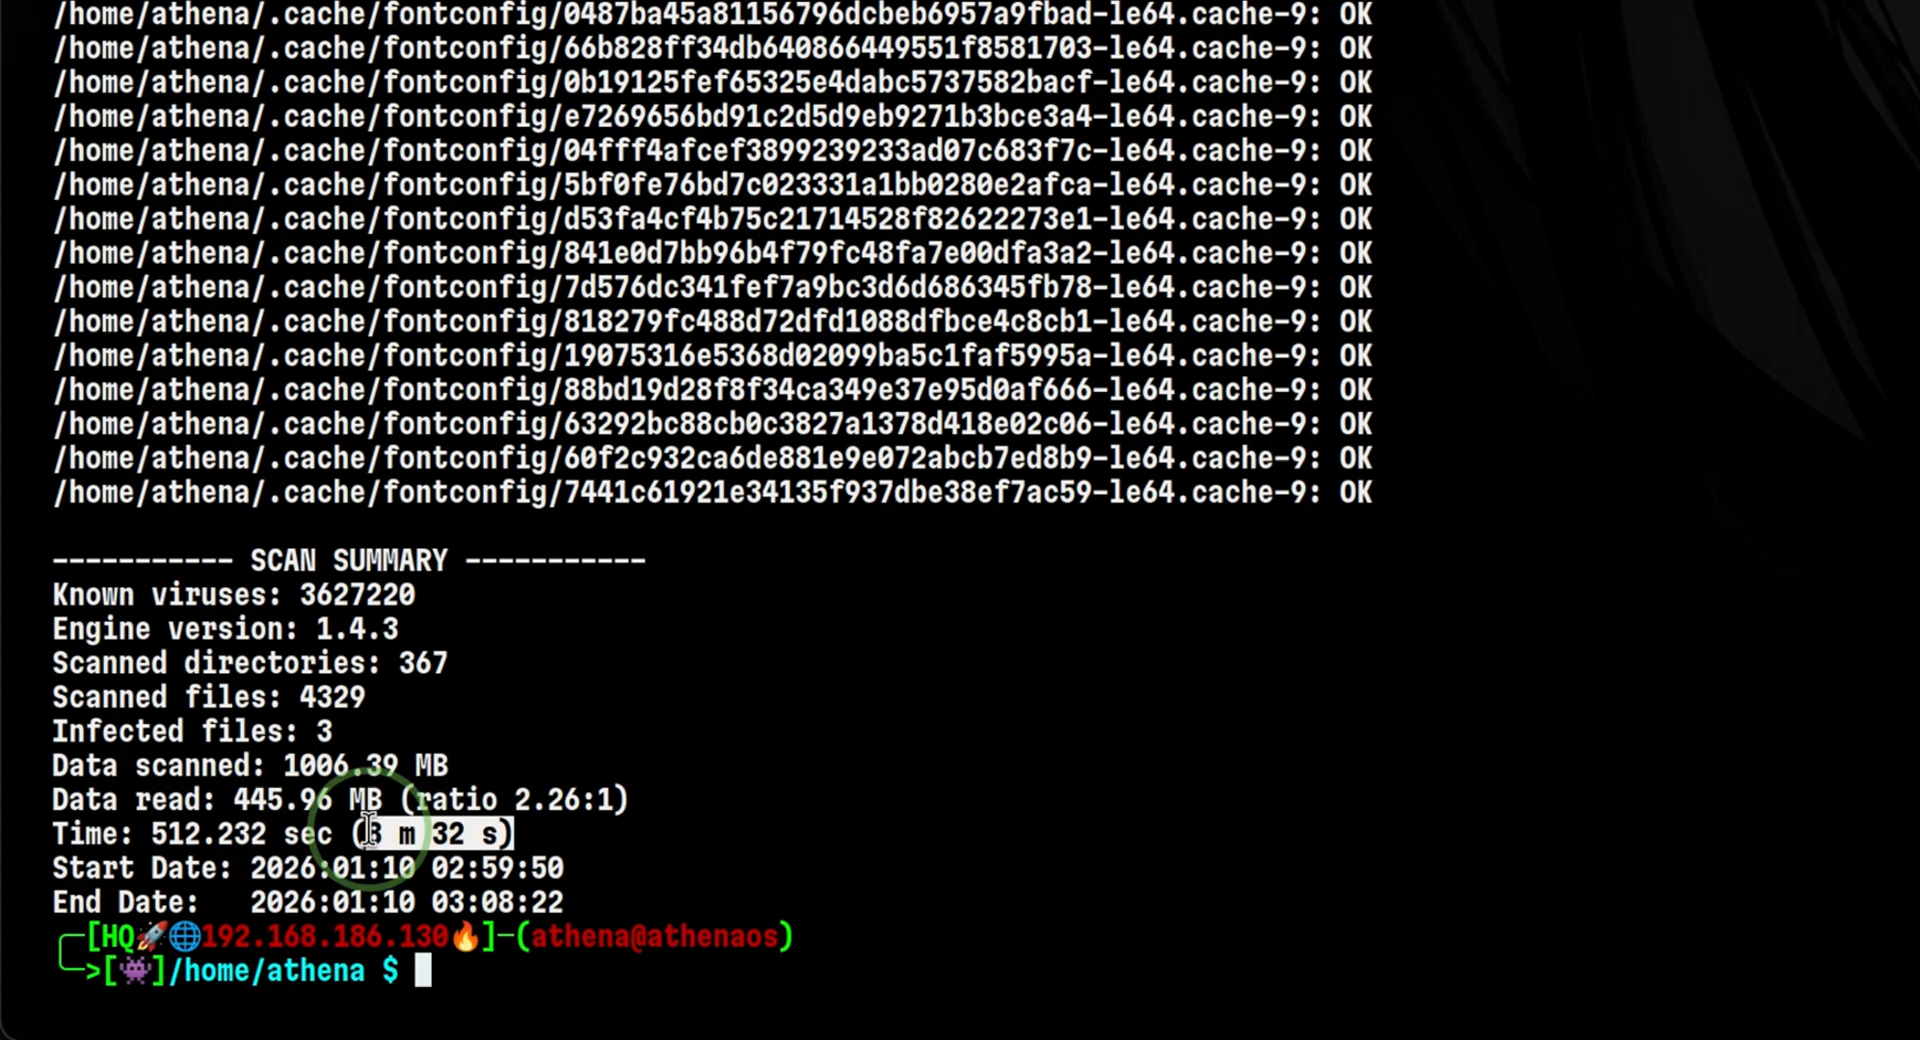 /home/athena/.cache/fontconfig/0487ba45a81156796dcbeb6957a9fbad-le64.cache-9: OK
/home/athena/.cache/fontconfig/66b828ff34db640866449551f8581703-le64.cache-9: OK
/home/athena/.cache/fontconfig/0b19125fef65325e4dabc5737582bacf-le64.cache-9: OK
/home/athena/.cache/fontconfig/e7269656bd91c2d5d9eb9271b3bce3a4-le64.cache-9: OK
/home/athena/.cache/fontconfig/04fff4afcef3899239233ad07c683f7c-le64.cache-9: OK
/home/athena/.cache/fontconfig/5bf0fe76bd7c023331a1bb0280e2afca-le64.cache-9: OK
/home/athena/.cache/fontconfig/d53fa4cf4b75c21714528f82622273e1-le64.cache-9: OK
/home/athena/.cache/fontconfig/841e0d7bb96b4f79fc48fa7e00dfa3a2-le64.cache-9: OK
/home/athena/.cache/fontconfig/7d576dc341fef7a9bc3d6d686345fb78-le64.cache-9: OK
/home/athena/.cache/fontconfig/818279fc488d72dfd1088dfbce4c8cb1-le64.cache-9: OK
/home/athena/.cache/fontconfig/19075316e5368d02099ba5c1faf5995a-le64.cache-9: OK
/home/athena/.cache/fontconfig/88bd19d28f8f34ca349e37e95d0af666-le64.cache-9: OK
/home/athena/.cache/fontconfig/63292bc88cb0c3827a1378d418e02c06-le64.cache-9: OK
/home/athena/.cache/fontconfig/60f2c932ca6de881e9e072abcb7ed8b9-le64.cache-9: OK
/home/athena/.cache/fontconfig/7441c61921e34135f937dbe38ef7ac59-le64.cache-9: OK
----------- SCAN SUMMARY -----------
Known viruses: 3627220
Engine version: 1.4.3
Scanned directories: 367
Scanned files: 4329
Infected files: 3
Data scanned: 1006.39 MB
Data read: 445.96 MB (ratio 2.26:1)
Time: 512.232 sec (8 m 32 s)
Start Date: 2026:01:10 02:59:50
End Date:   2026:01:10 03:08:22
╭─[HQ🚀🌐192.168.186.130🔥]─(athena@athenaos)
╰─>[👾]/home/athena $